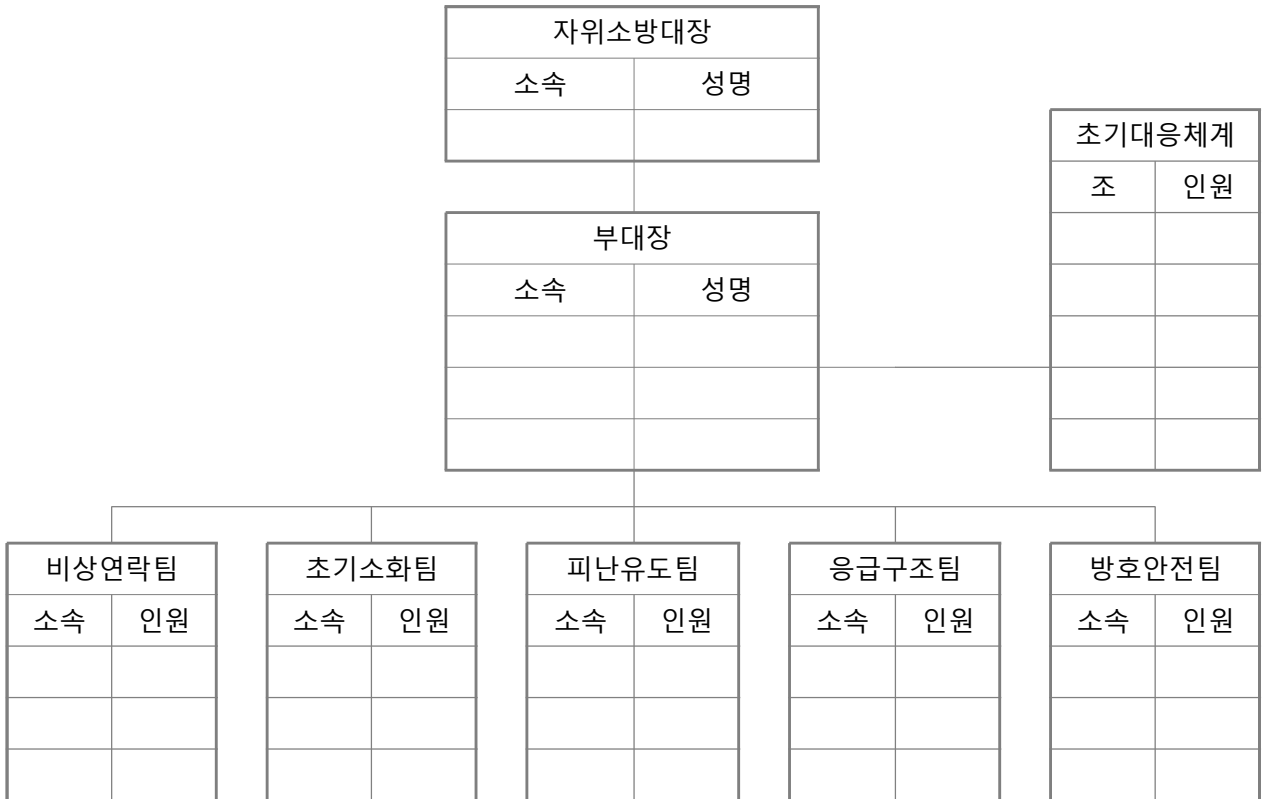 자위소방대장
소속 성명
초기대응체계
조 인원
부대장
소속 성명
비상연락팀 초기소화팀 피난유도팀 응급구조팀 방호안전팀
소속 인원 소속 인원 소속 인원 소속 인원 소속 인원